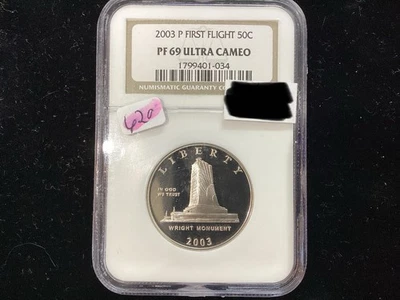 2003 P FIRST FLIGHT 50C
PF 69 ULTRA CAMEO
1799401-034
NUMISMATIC GUARANTY
620
LIBERTY
IN GOD
WE TRUST
WRIGHT MONUMENT
2003